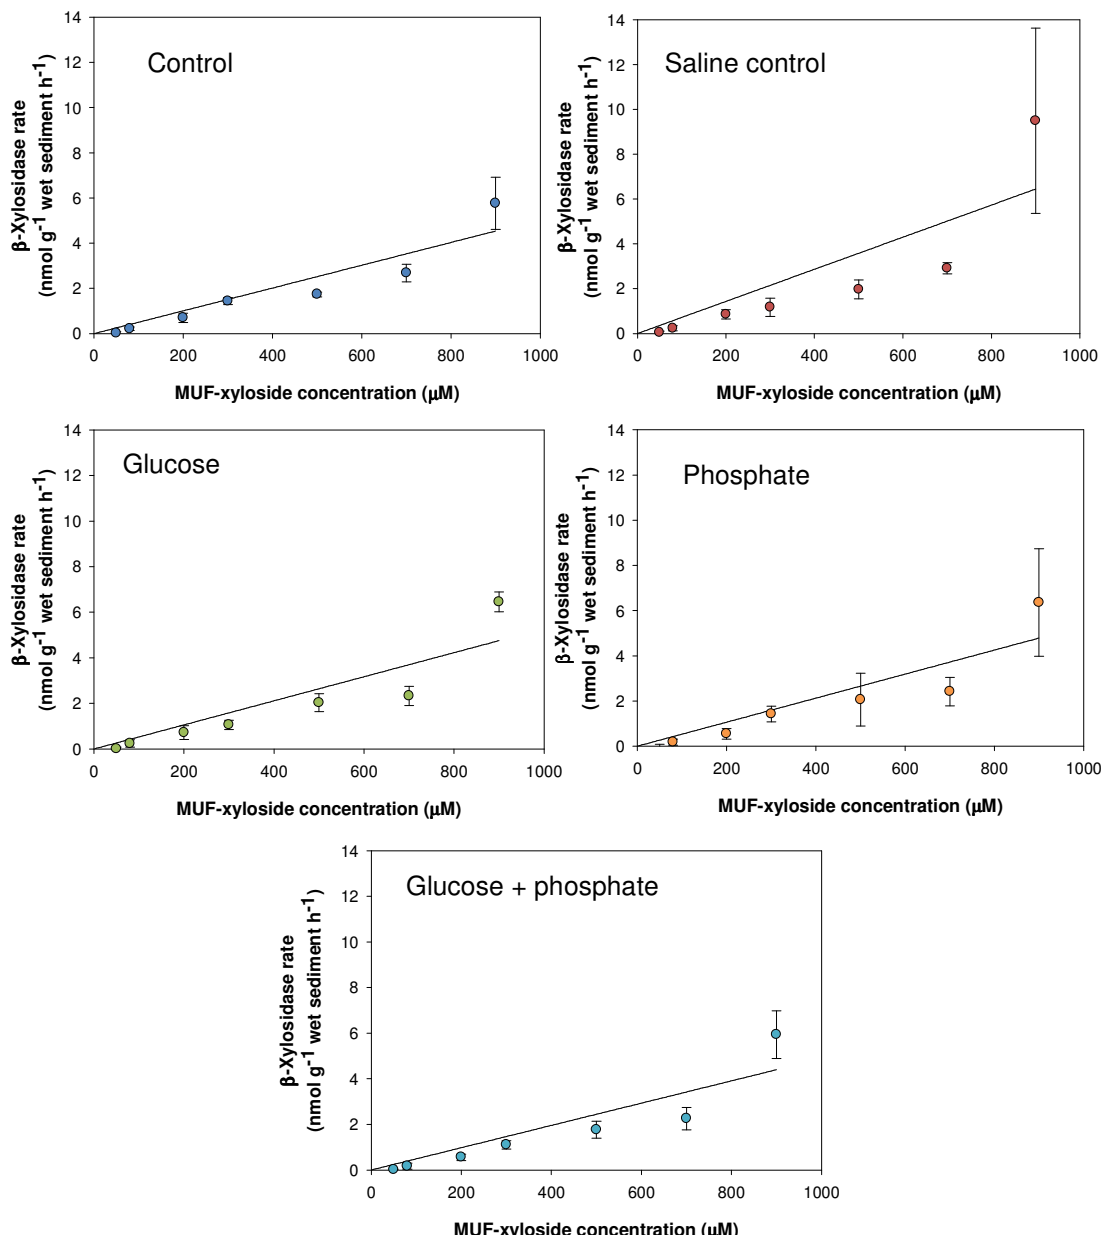 Control
β-Xylosidase rate
(nmol g⁻¹ wet sediment h⁻¹)
14
12
10
8
6
4
2
0
0 200 400 600 800 1000
MUF-xyloside concentration (μM)
Saline control
β-Xylosidase rate
(nmol g⁻¹ wet sediment h⁻¹)
14
12
10
8
6
4
2
0
0 200 400 600 800 1000
MUF-xyloside concentration (μM)
Glucose
β-Xylosidase rate
(nmol g⁻¹ wet sediment h⁻¹)
14
12
10
8
6
4
2
0
0 200 400 600 800 1000
MUF-xyloside concentration (μM)
Phosphate
β-Xylosidase rate
(nmol g⁻¹ wet sediment h⁻¹)
14
12
10
8
6
4
2
0
0 200 400 600 800 1000
MUF-xyloside concentration (μM)
Glucose + phosphate
β-Xylosidase rate
(nmol g⁻¹ wet sediment h⁻¹)
14
12
10
8
6
4
2
0
0 200 400 600 800 1000
MUF-xyloside concentration (μM)